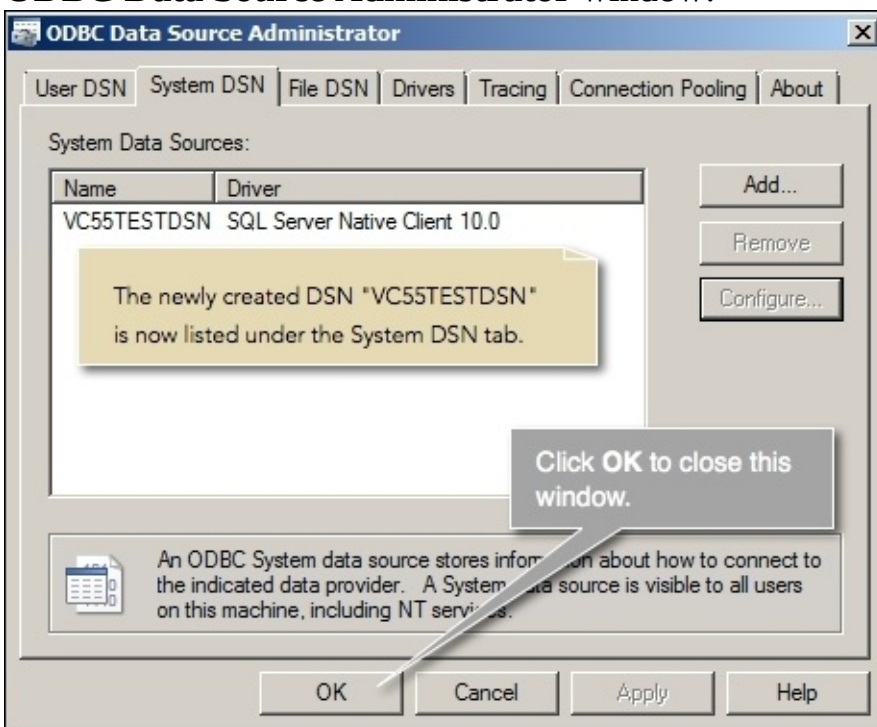 ODBC Data Source Administrator window.
ODBC Data Source Administrator
User DSN System DSN File DSN Drivers Tracing Connection Pooling About
System Data Sources:
Name Driver
VC55TESTDSN SQL Server Native Client 10.0
Add...
Remove
Configure...
The newly created DSN "VC55TESTDSN"
is now listed under the System DSN tab.
Click OK to close this
window.
An ODBC System data source stores information about how to connect to
the indicated data provider. A System data source is visible to all users
on this machine, including NT services.
OK Cancel Apply Help